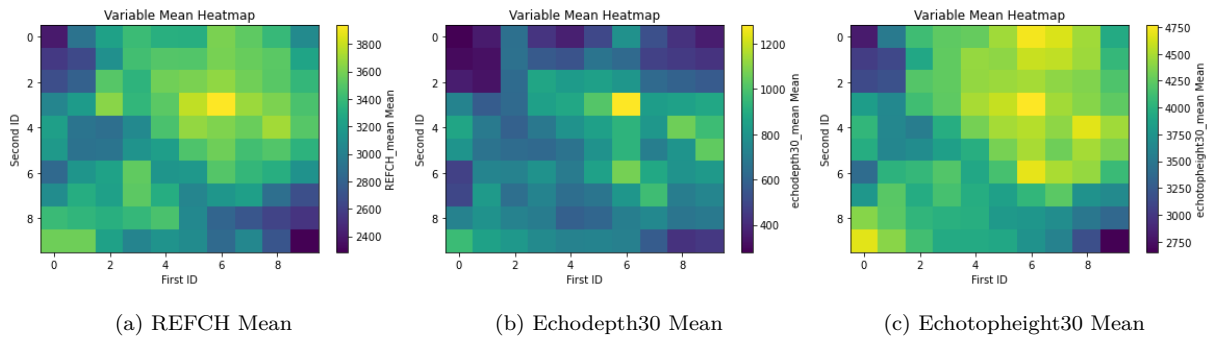 Variable Mean Heatmap
0
2
4
6
8
Second ID
0 2 4 6 8
First ID
3800
3600
3400
3200
3000
2800
2600
2400
REFCH_mean Mean
(a) REFCH Mean
Variable Mean Heatmap
0
2
4
6
8
Second ID
0 2 4 6 8
First ID
1200
1000
800
600
400
echodepth30_mean Mean
(b) Echodepth30 Mean
Variable Mean Heatmap
0
2
4
6
8
Second ID
0 2 4 6 8
First ID
4750
4500
4250
4000
3750
3500
3250
3000
2750
echotopheight30_mean Mean
(c) Echotopheight30 Mean